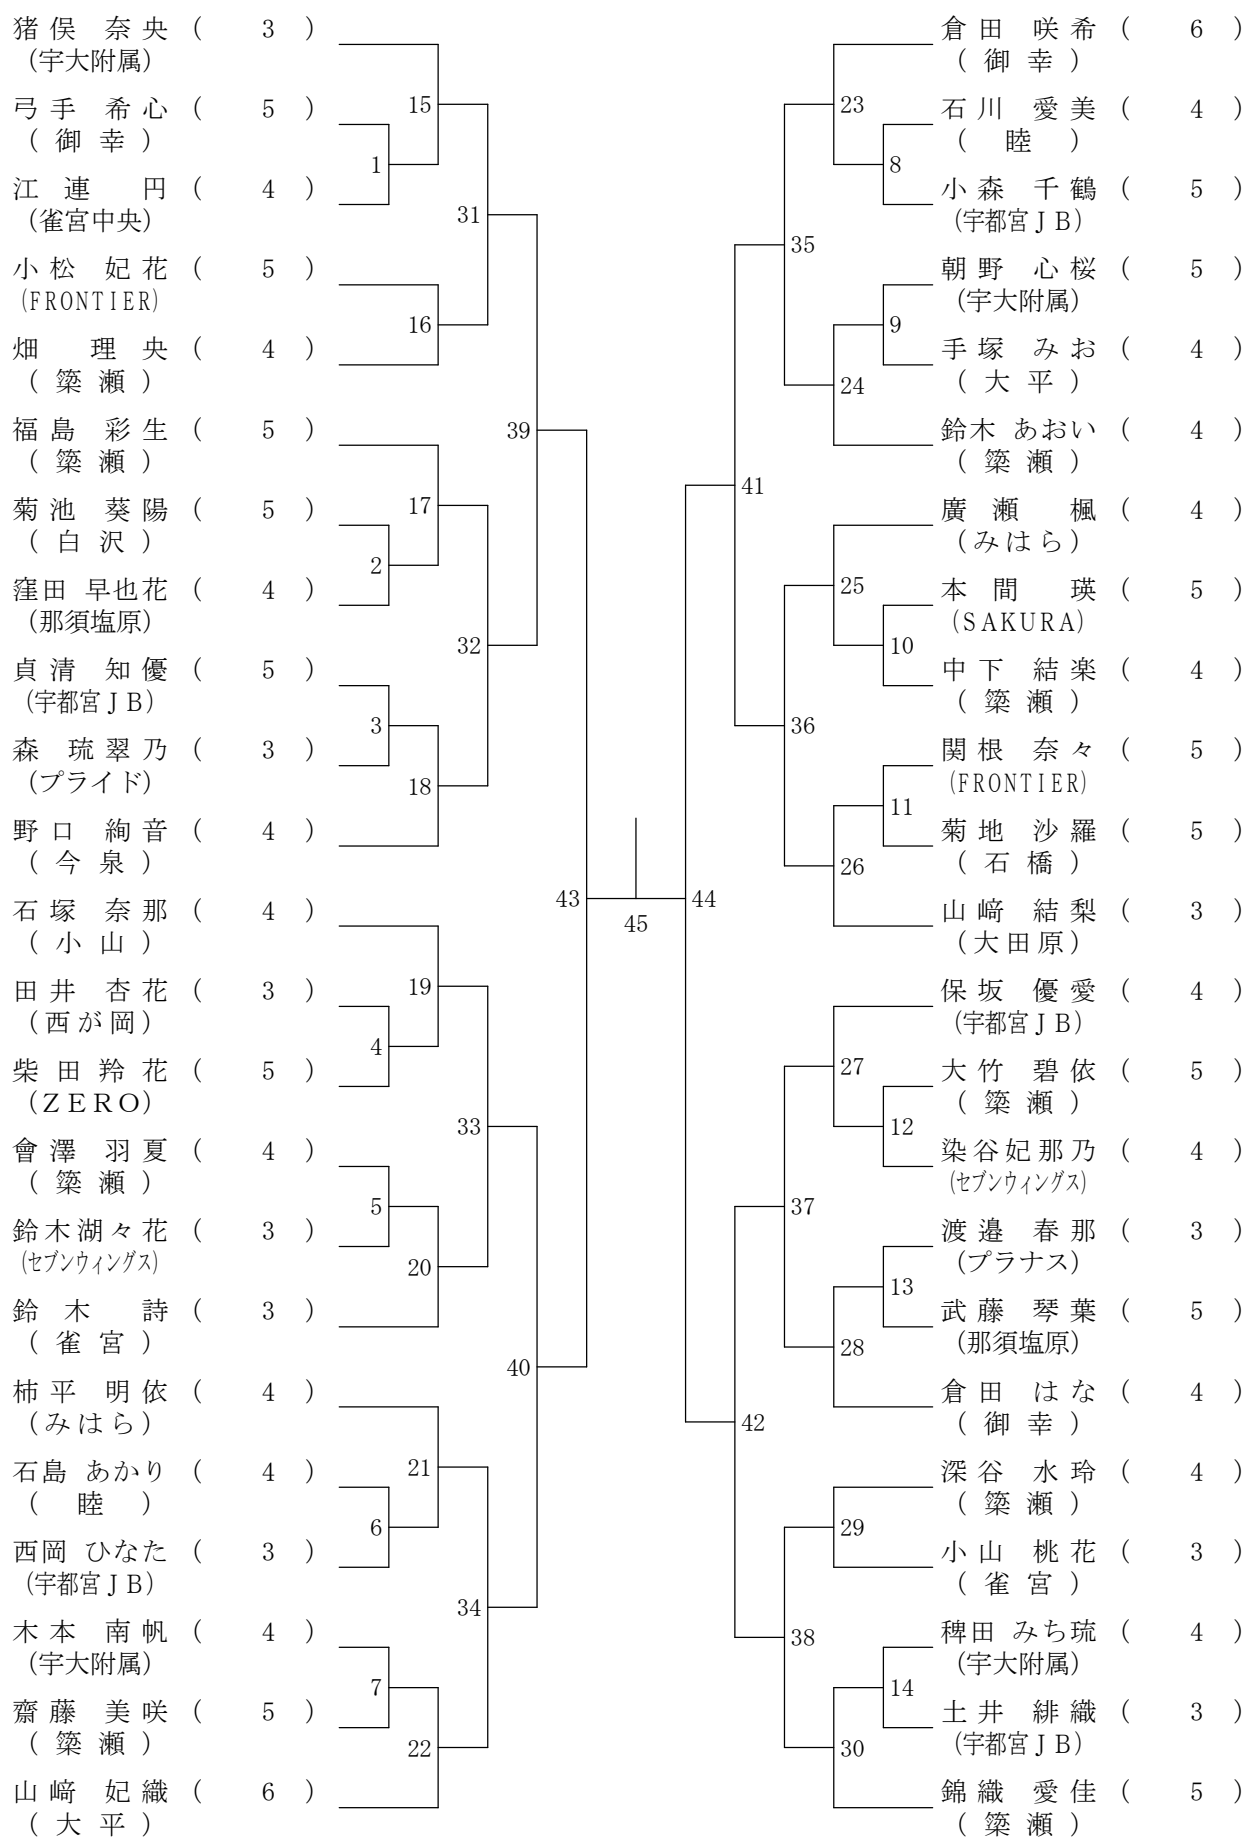 猪俣 奈央 ( 3 )
(宇大附属)
弓手 希心 ( 5 )
( 御 幸 )
江連 円 ( 4 )
(雀宮中央)
小松 妃花 ( 5 )
(FRONTIER)
畑 理央 ( 4 )
( 簗 瀬 )
福島 彩生 ( 5 )
( 簗 瀬 )
菊池 葵陽 ( 5 )
( 白 沢 )
窪田 早也花 ( 4 )
(那須塩原)
貞清 知優 ( 5 )
(宇都宮JB)
森 琉翠乃 ( 3 )
(プライド)
野口 絢音 ( 4 )
( 今 泉 )
石塚 奈那 ( 4 )
( 小 山 )
田井 杏花 ( 3 )
(西が岡)
柴田 羚花 ( 5 )
(ZERO)
會澤 羽夏 ( 4 )
( 簗 瀬 )
鈴木湖々花 ( 3 )
(セブンウィングス)
鈴木 詩 ( 3 )
( 雀 宮 )
柿平 明依 ( 4 )
(みはら)
石島 あかり ( 4 )
( 睦 )
西岡 ひなた ( 3 )
(宇都宮JB)
木本 南帆 ( 4 )
(宇大附属)
齋藤 美咲 ( 5 )
( 簗 瀬 )
山﨑 妃織 ( 6 )
( 大 平 )
1
2
3
4
5
6
7
15
16
17
18
19
20
21
22
31
32
33
34
39
40
43
45
44
41
42
35
36
37
38
23
24
25
26
27
28
29
30
8
9
10
11
12
13
14
倉田 咲希 ( 6 )
( 御 幸 )
石川 愛美 ( 4 )
( 睦 )
小森 千鶴 ( 5 )
(宇都宮JB)
朝野 心桜 ( 5 )
(宇大附属)
手塚 みお ( 4 )
( 大 平 )
鈴木 あおい ( 4 )
( 簗 瀬 )
廣瀬 楓 ( 4 )
(みはら)
本間 瑛 ( 5 )
(SAKURA)
中下 結楽 ( 4 )
( 簗 瀬 )
関根 奈々 ( 5 )
(FRONTIER)
菊地 沙羅 ( 5 )
( 石 橋 )
山﨑 結梨 ( 3 )
(大田原)
保坂 優愛 ( 4 )
(宇都宮JB)
大竹 碧依 ( 5 )
( 簗 瀬 )
染谷妃那乃 ( 4 )
(セブンウィングス)
渡邉 春那 ( 3 )
(プラナス)
武藤 琴葉 ( 5 )
(那須塩原)
倉田 はな ( 4 )
( 御 幸 )
深谷 水玲 ( 4 )
( 簗 瀬 )
小山 桃花 ( 3 )
( 雀 宮 )
稗田 みち琉 ( 4 )
(宇大附属)
土井 緋織 ( 3 )
(宇都宮JB)
錦織 愛佳 ( 5 )
( 簗 瀬 )